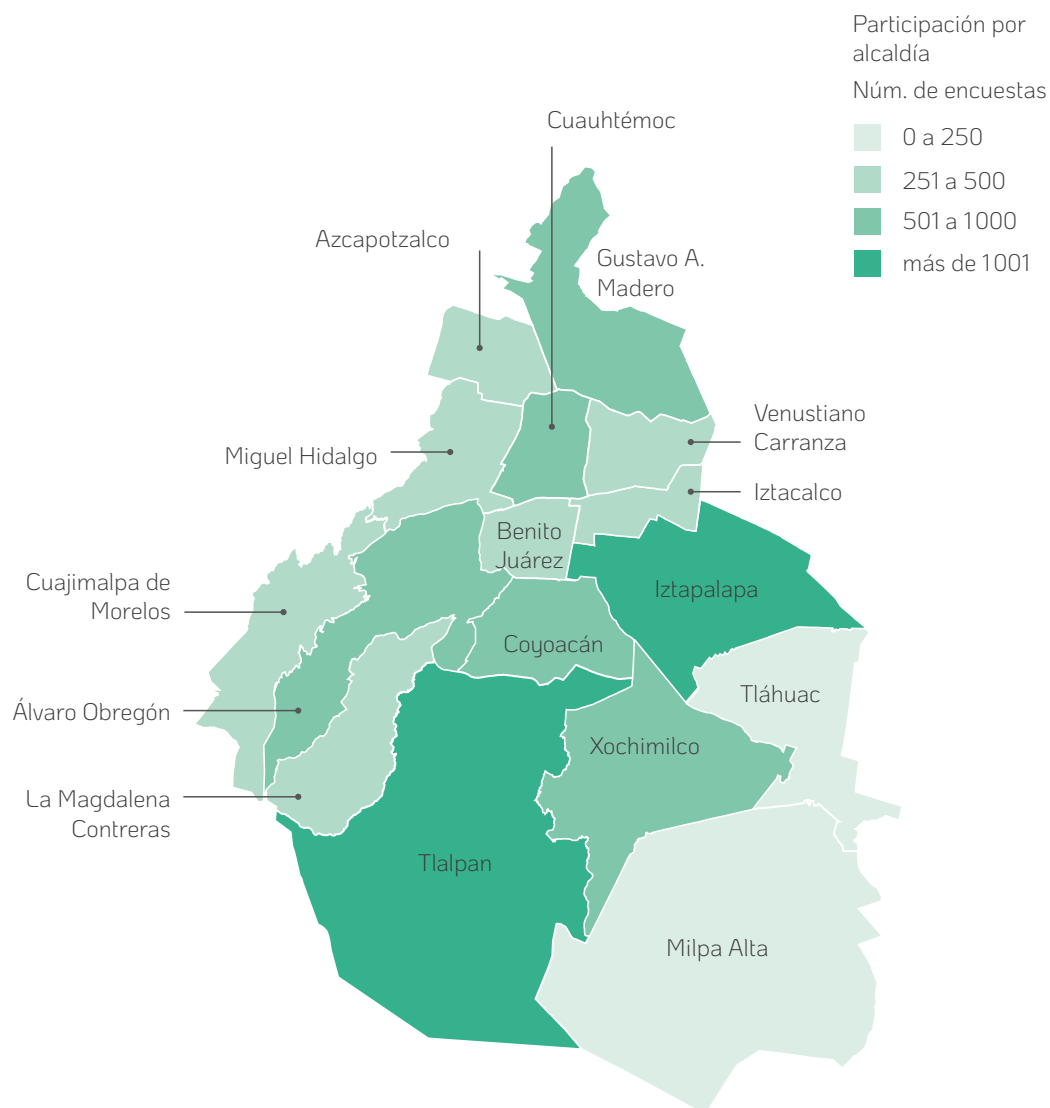 Participación por
alcaldía
Núm. de encuestas
0 a 250
251 a 500
501 a 1000
más de 1001
Cuauhtémoc
Azcapotzalco
Gustavo A.
Madero
Venustiano
Carranza
Miguel Hidalgo
Iztacalco
Benito
Juárez
Cuajimalpa de
Morelos
Iztapalapa
Coyoacán
Tláhuac
Álvaro Obregón
Xochimilco
La Magdalena
Contreras
Tlalpan
Milpa Alta